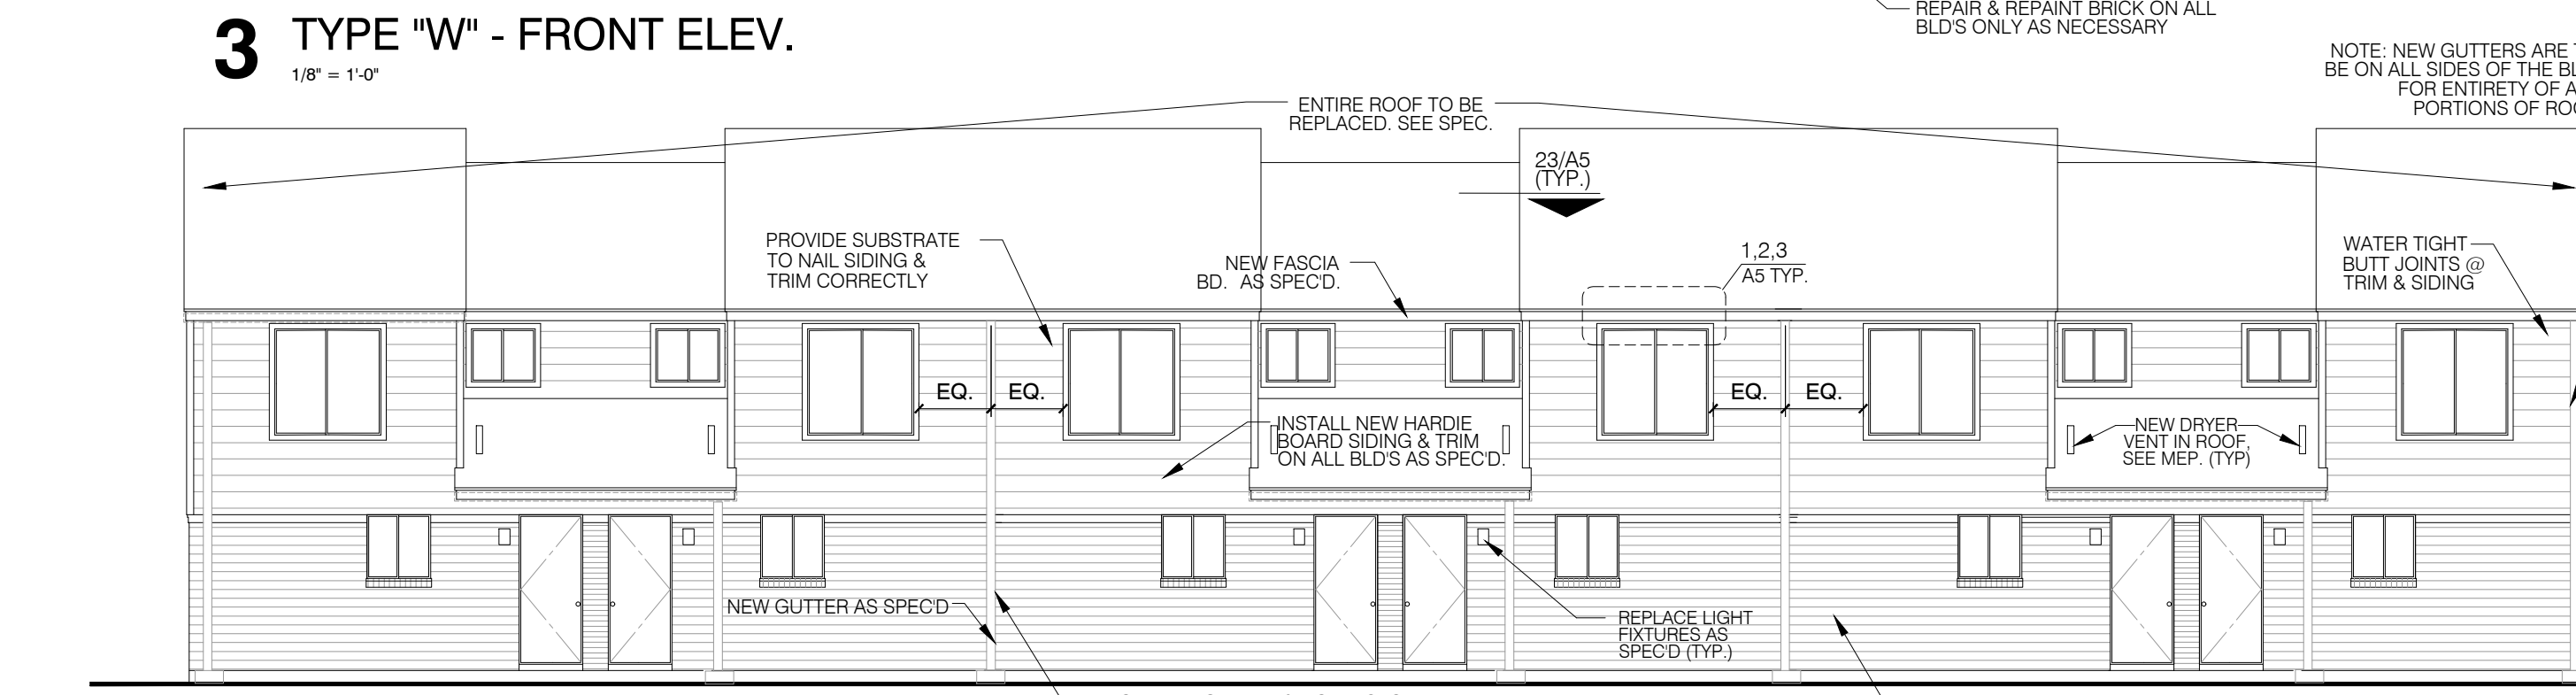 3 TYPE "W" - FRONT ELEV.
1/8" = 1'-0"
REPAIR & REPAINT BRICK ON ALL
BLD'S ONLY AS NECESSARY
NOTE: NEW GUTTERS ARE
BE ON ALL SIDES OF THE
FOR ENTIRETY OF
PORTIONS OF
ENTIRE ROOF TO BE
REPLACED. SEE SPEC.
23/A5
(TYP.)
PROVIDE SUBSTRATE
TO NAIL SIDING &
TRIM CORRECTLY
NEW FASCIA
BD. AS SPEC'D.
1,2,3
A5 TYP.
WATER TIGHT
BUTT JOINTS @
TRIM & SIDING
EQ. EQ.
EQ. EQ.
INSTALL NEW HARDIE
BOARD SIDING & TRIM
ON ALL BLD'S AS SPEC'D.
NEW DRYER
VENT IN ROOF,
SEE MEP. (TYP)
NEW GUTTER AS SPEC'D
REPLACE LIGHT
FIXTURES AS
SPEC'D (TYP.)